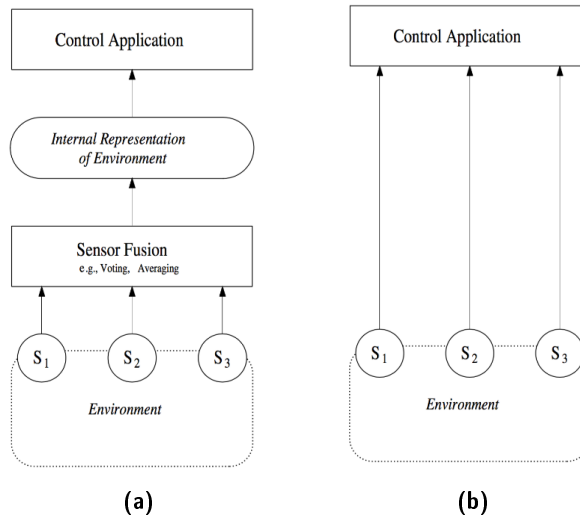 Control Application
Internal Representation
of Environment
Sensor Fusion
e.g., Voting, Averaging
S1
S2
S3
Environment
(a)
Control Application
S1
S2
S3
Environment
(b)